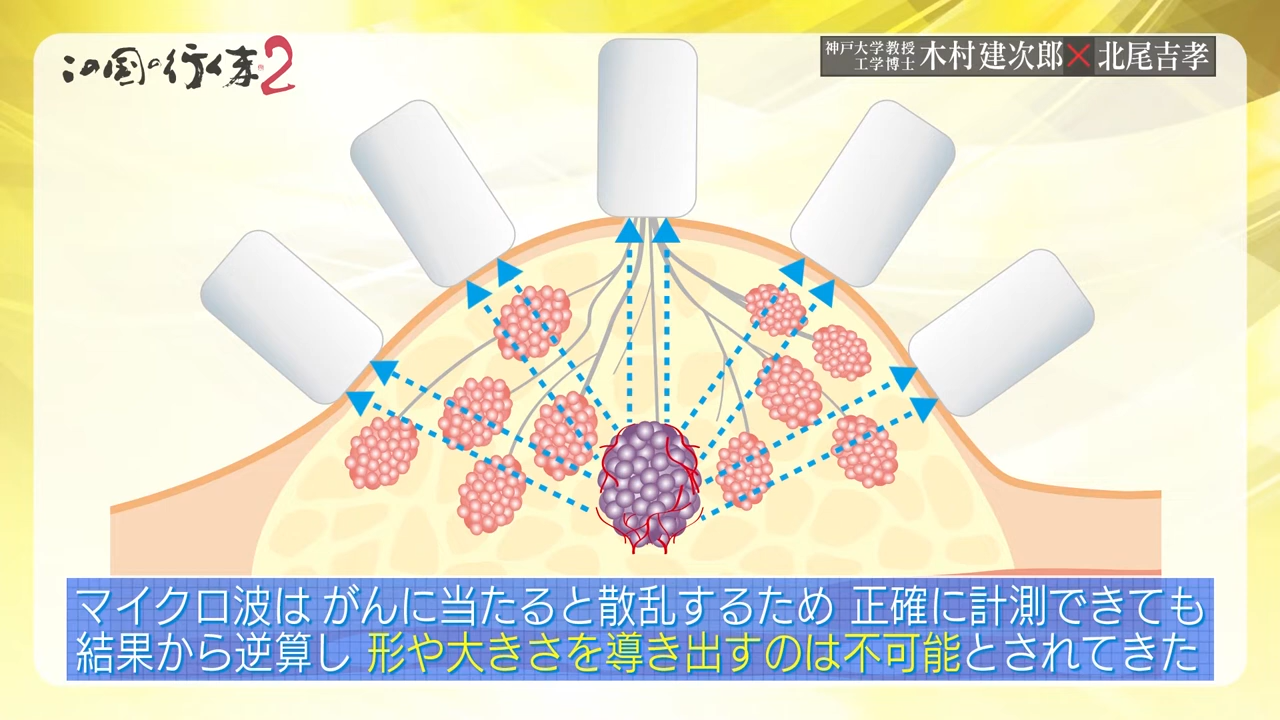 この国の行く末2
神戸大学教授
工学博士 木村建次郎×北尾吉孝
マイクロ波は がんに当たると散乱するため 正確に計測できても
結果から逆算し 形や大きさを導き出すのは不可能とされてきた